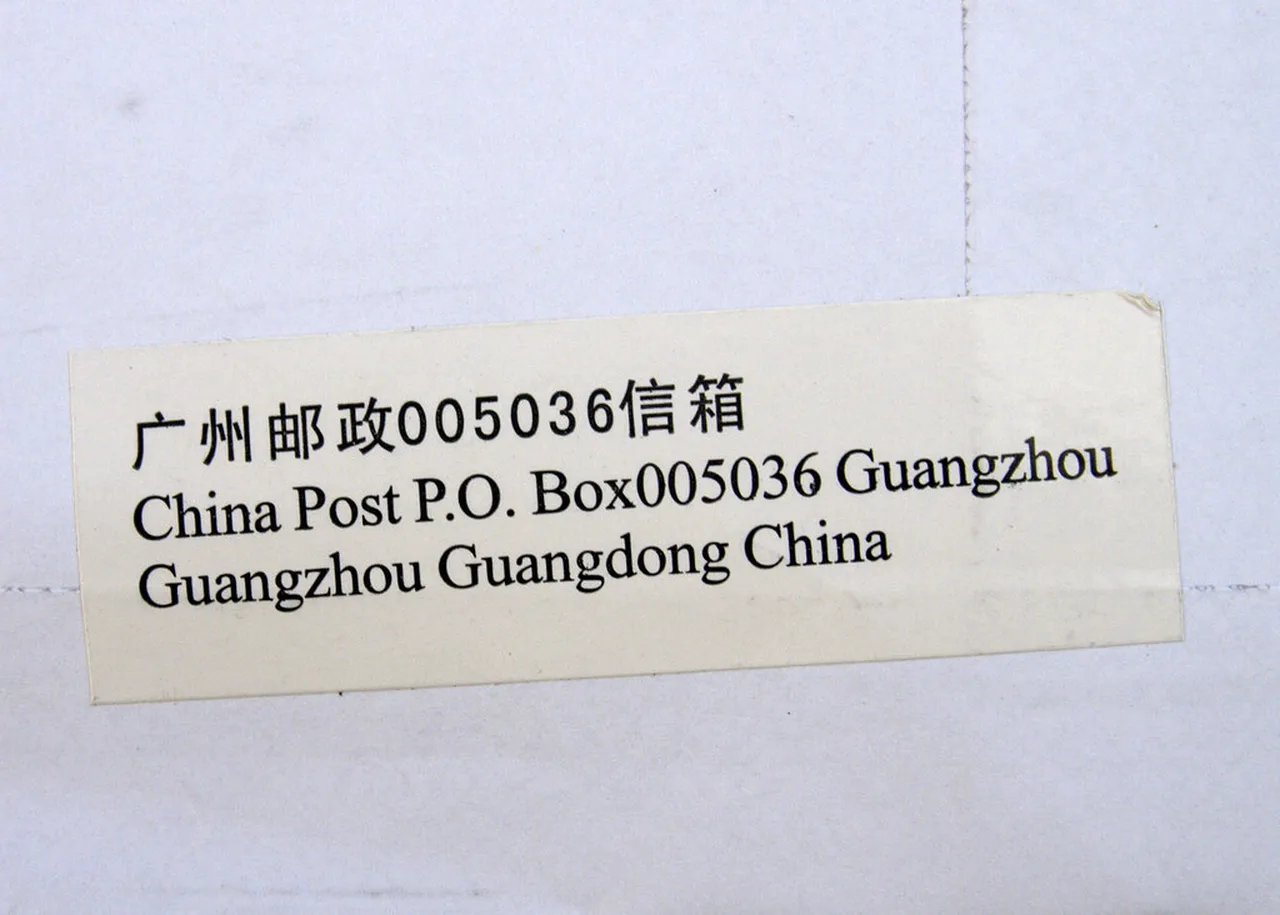 广州邮政005036信箱
China Post P.O. Box005036 Guangzhou
Guangzhou Guangdong China